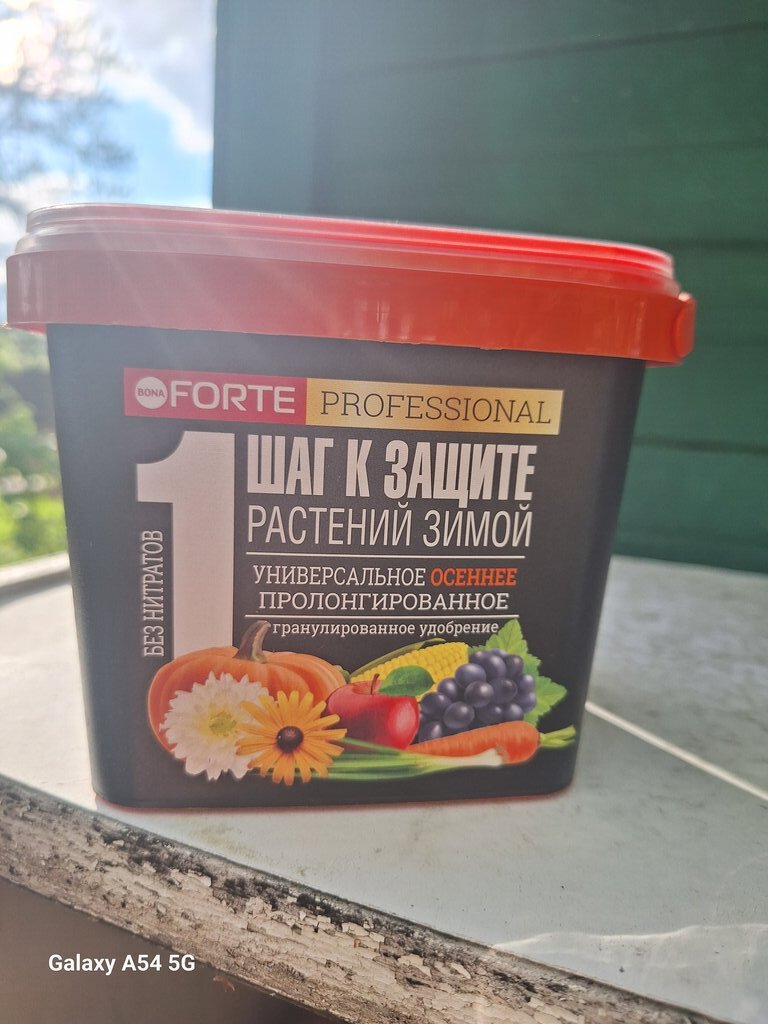 BONA FORTE PROFESSIONAL
1 ШАГ К ЗАЩИТЕ
РАСТЕНИЙ ЗИМОЙ
БЕЗ НИТРАТОВ
УНИВЕРСАЛЬНОЕ ОСЕННЕЕ
ПРОЛОНГИРОВАННОЕ
гранулированное удобрение
Galaxy A54 5G